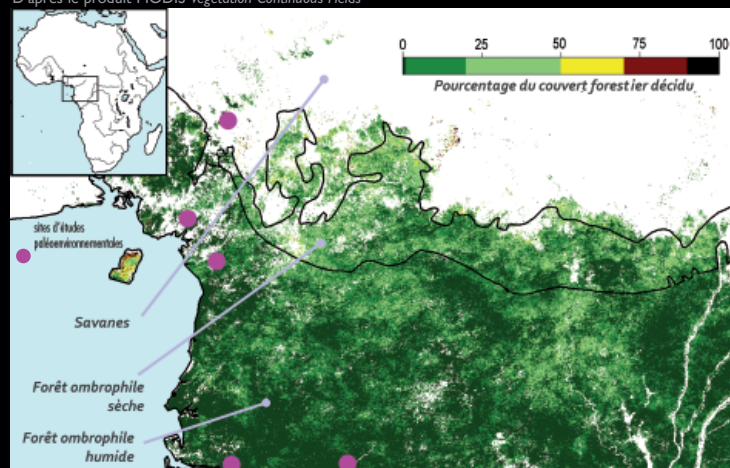 D'après le produit MODIS Vegetation Continuous Fields
0 25 50 75 100
Pourcentage du couvert forestier décidu
sites d'études
paléoenvironnementales
Savanes
Forêt ombrophile
sèche
Forêt ombrophile
humide